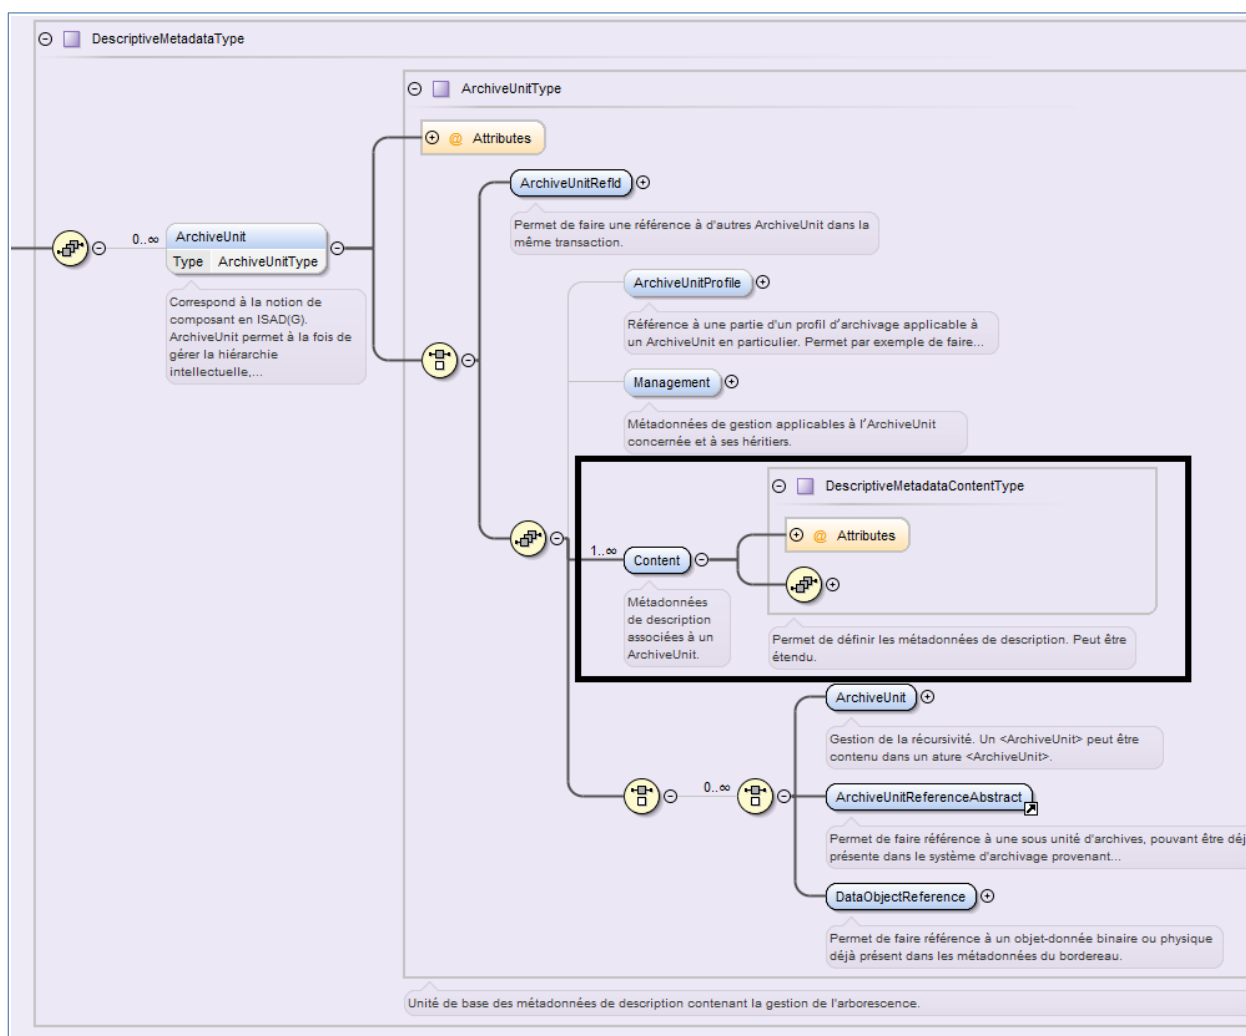 DescriptiveMetadataType
ArchiveUnitType
@ Attributes
ArchiveUnitRefId
Permet de faire une référence à d'autres ArchiveUnit dans la
même transaction.
0..∞
ArchiveUnit
Type ArchiveUnitType
Correspond à la notion de
composant en ISAD(G).
ArchiveUnit permet à la fois de
gérer la hiérarchie
intellectuelle,...
ArchiveUnitProfile
Référence à une partie d'un profil d'archivage applicable à
un ArchiveUnit en particulier. Permet par exemple de faire...
Management
Métadonnées de gestion applicables à l'ArchiveUnit
concernée et à ses héritiers.
DescriptiveMetadataContentType
@ Attributes
1..∞
Content
Métadonnées
de description
associées à un
ArchiveUnit.
Permet de définir les métadonnées de description. Peut être
étendu.
ArchiveUnit
Gestion de la récursivité. Un <ArchiveUnit> peut être
contenu dans un ature <ArchiveUnit>.
0..∞
ArchiveUnitReferenceAbstract
Permet de faire référence à une sous unité d'archives, pouvant être déj
présente dans le système d'archivage provenant...
DataObjectReference
Permet de faire référence à un objet-donnée binaire ou physique
déjà présent dans les métadonnées du bordereau.
Unité de base des métadonnées de description contenant la gestion de l'arborescence.